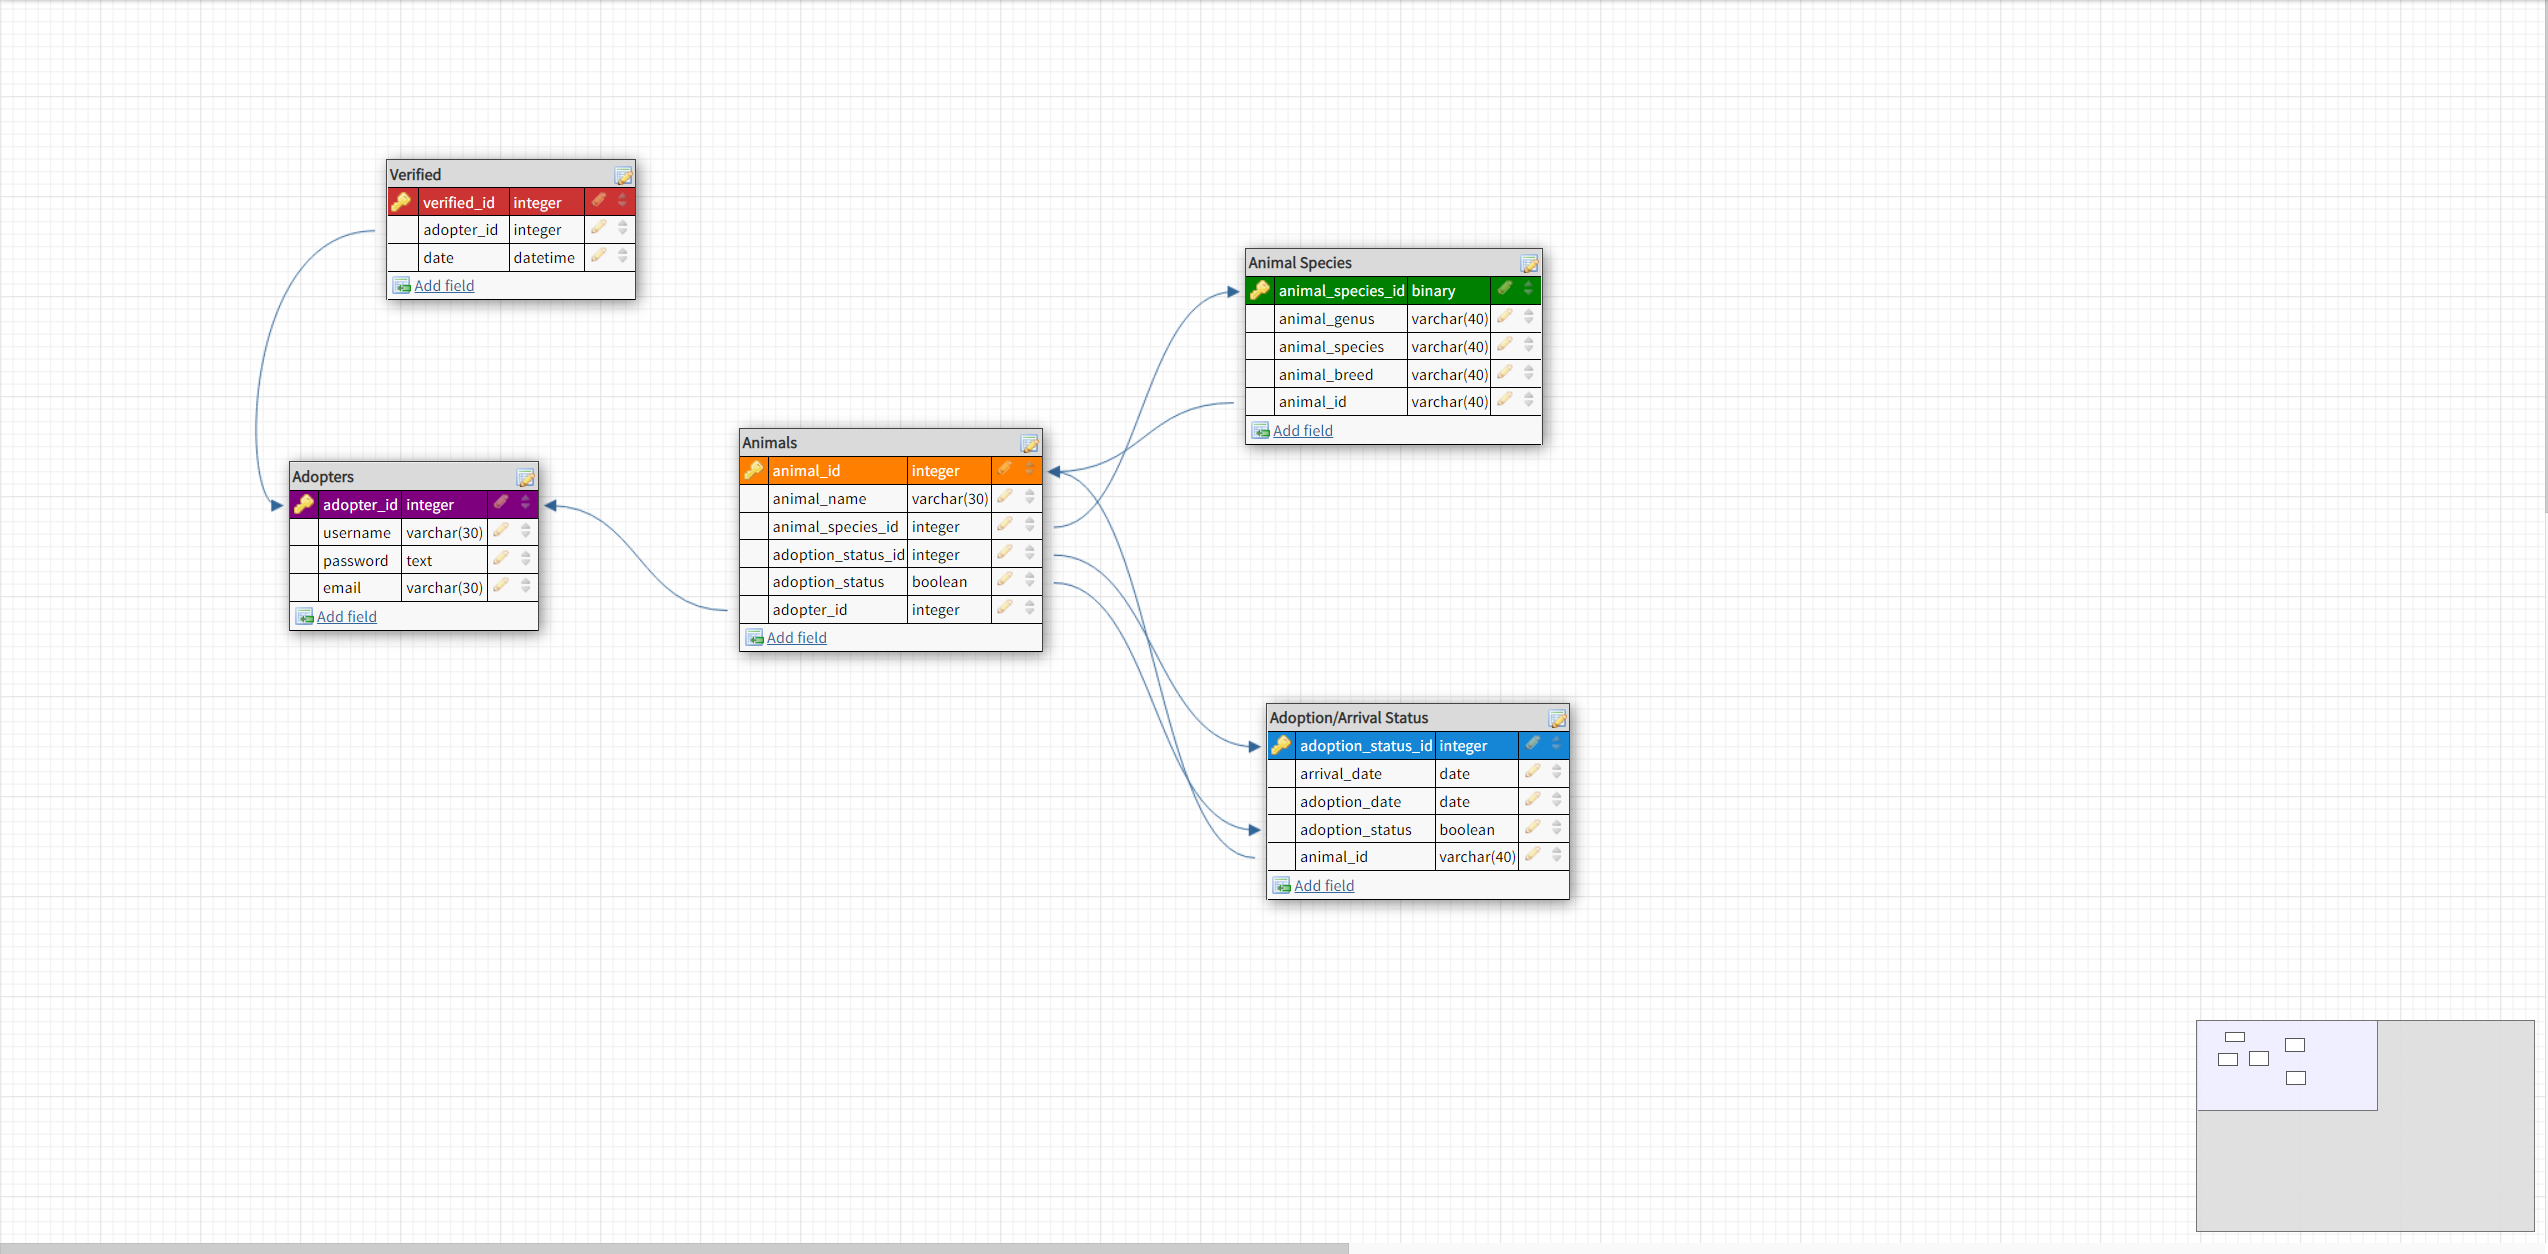 Verified
verified_id integer
adopter_id integer
date datetime
Add field
Animal Species
animal_species_id binary
animal_genus varchar(40)
animal_species varchar(40)
animal_breed varchar(40)
animal_id varchar(40)
Add field
Adopters
adopter_id integer
username varchar(30)
password text
email varchar(30)
Add field
Animals
animal_id integer
animal_name varchar(30)
animal_species_id integer
adoption_status_id integer
adoption_status boolean
adopter_id integer
Add field
Adoption/Arrival Status
adoption_status_id integer
arrival_date date
adoption_date date
adoption_status boolean
animal_id varchar(40)
Add field